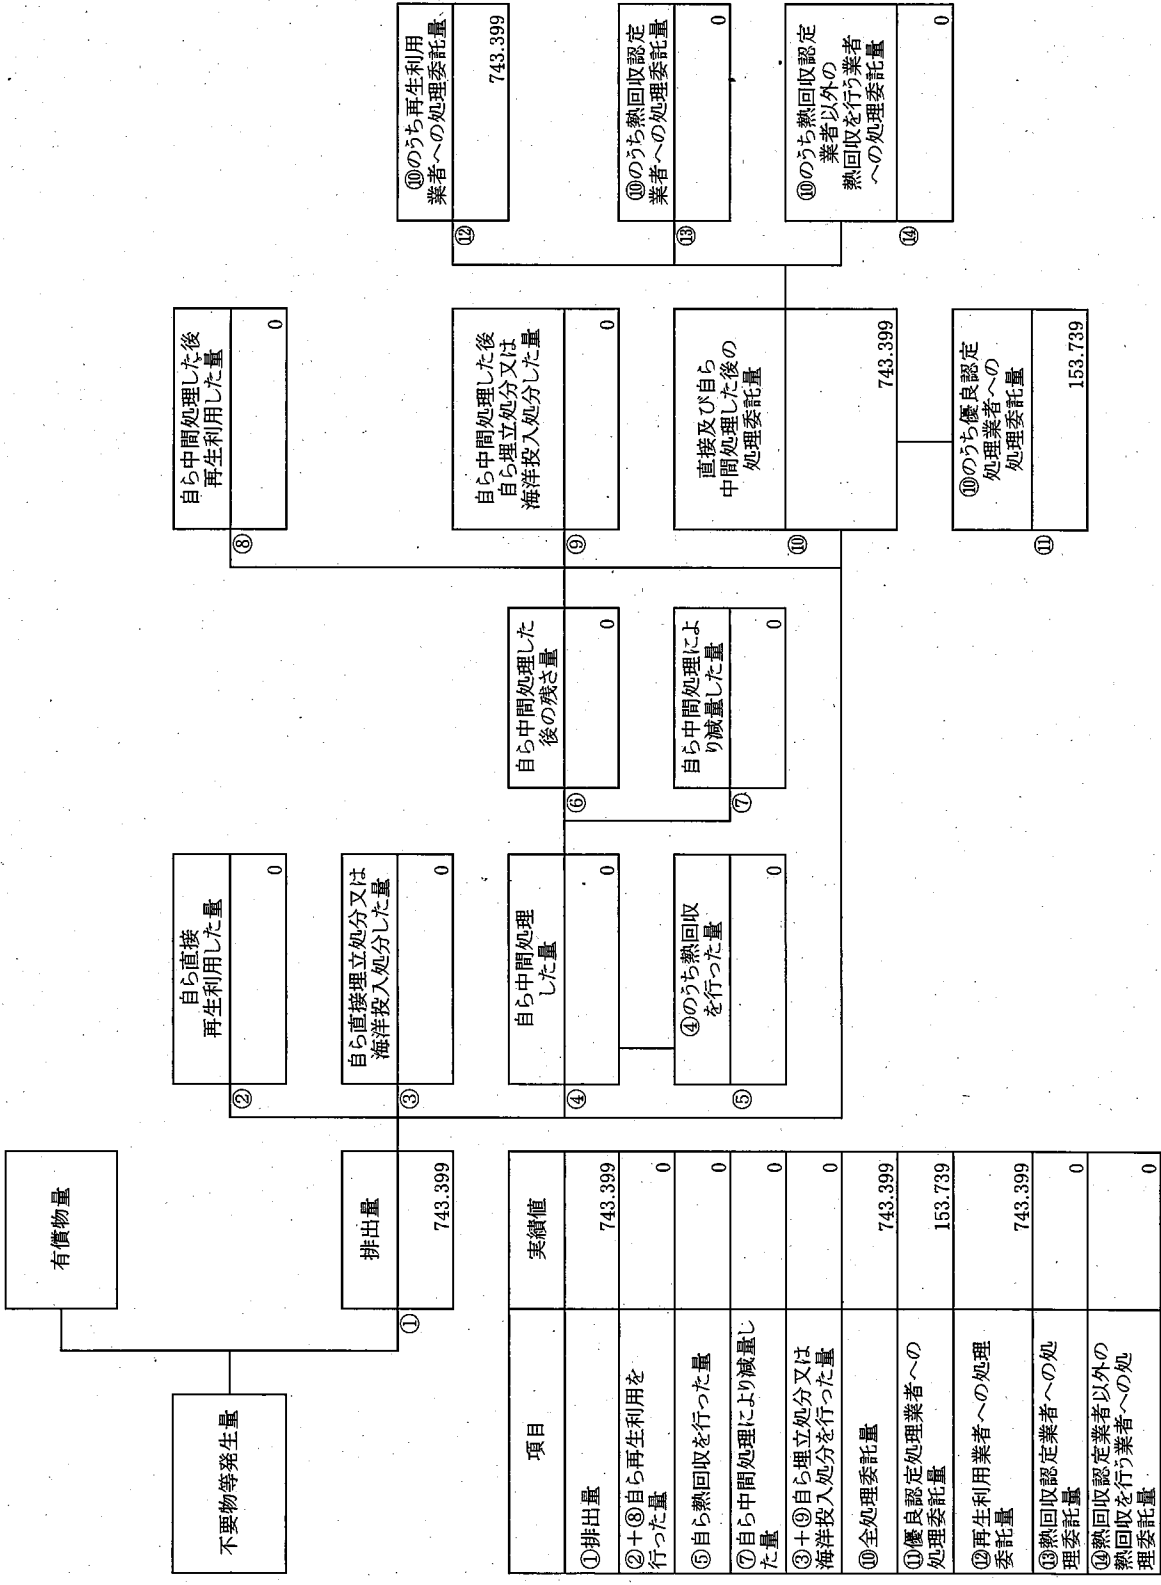 不要物等発生量
有償物量
排出量
①
743.399
自ら直接
再生利用した量
②
0
自ら直接埋立処分又は
海洋投入処分した量
③
0
自ら中間処理
した量
④
0
④のうち熱回収
を行った量
⑤
0
自ら中間処理した
後の残さ量
⑥
0
自ら中間処理によ
り減量した量
⑦
0
自ら中間処理した後
再生利用した量
⑧
0
自ら中間処理した後
自ら埋立処分又は
海洋投入処分した量
⑨
0
直接及び自ら
中間処理した後の
処理委託量
⑩
743.399
⑩のうち優良認定
処理業者への
処理委託量
⑪
153.739
⑩のうち再生利用
業者への処理委託量
⑫
743.399
⑩のうち熱回収認定
業者への処理委託量
⑬
0
⑩のうち熱回収認定
業者以外の
熱回収を行う業者
への処理委託量
⑭
0
項目 実績値
①排出量 743.399
②+⑧自ら再生利用を
行った量 0
⑤自ら熱回収を行った量 0
⑦自ら中間処理により減量し
た量 0
③+⑨自ら埋立処分又は
海洋投入処分を行った量 0
⑩全処理委託量 743.399
⑪優良認定処理業者への
処理委託量 153.739
⑫再生利用業者への処理
委託量 743.399
⑬熱回収認定業者への処
理委託量 0
⑭熱回収認定業者以外の
熱回収を行う業者への処
理委託量 0